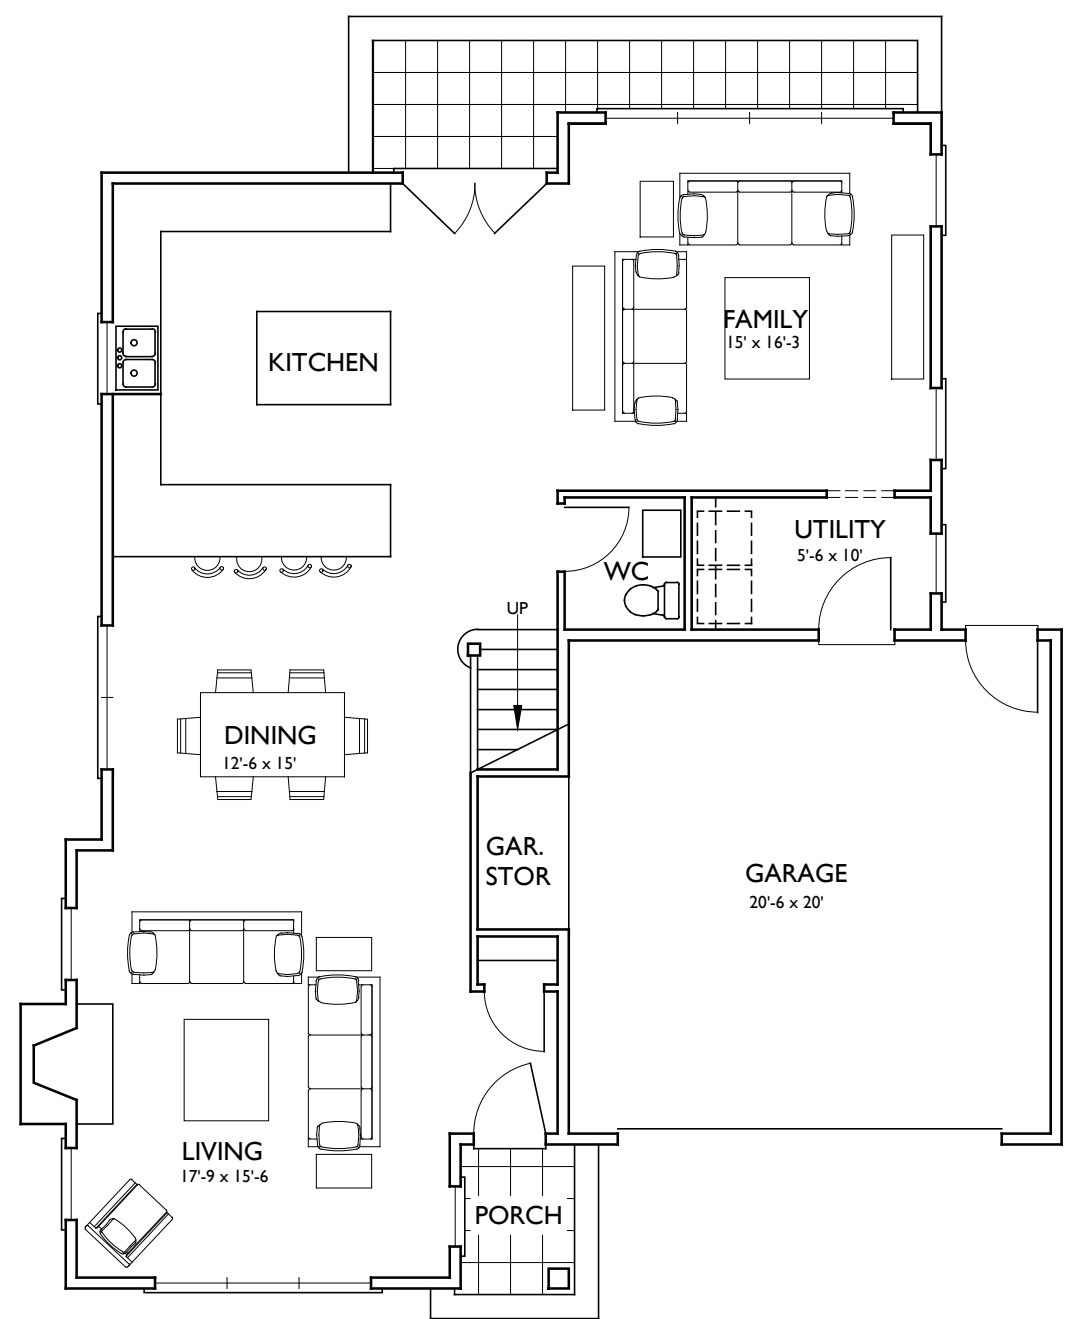 FAMILY
15' x 16'-3
KITCHEN
UTILITY
5'-6 x 10'
WC
UP
DINING
12'-6 x 15'
GAR.
STOR
GARAGE
20'-6 x 20'
LIVING
17'-9 x 15'-6
PORCH